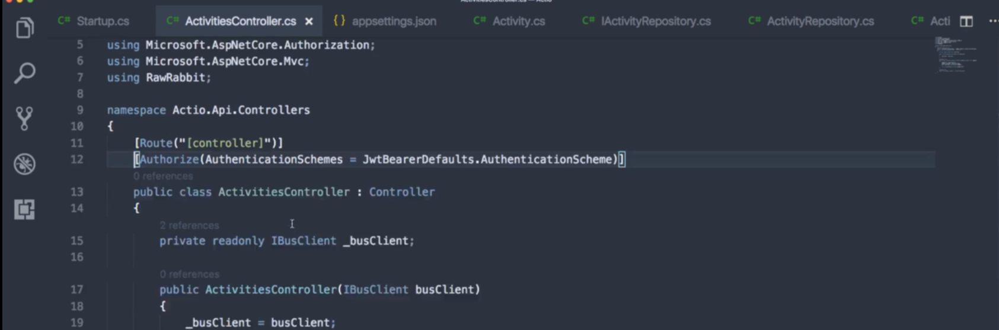 ActivitiesController.cs — Actio
C# Startup.cs C# ActivitiesController.cs × {} appsettings.json C# Activity.cs C# IActivityRepository.cs C# ActivityRepository.cs C# Acti
5 using Microsoft.AspNetCore.Authorization;
6 using Microsoft.AspNetCore.Mvc;
7 using RawRabbit;
8
9 namespace Actio.Api.Controllers
10 {
11 [Route("[controller]")]
12 [Authorize(AuthenticationSchemes = JwtBearerDefaults.AuthenticationScheme)]
0 references
13 public class ActivitiesController : Controller
14 {
2 references
15 private readonly IBusClient _busClient;
16
0 references
17 public ActivitiesController(IBusClient busClient)
18 {
19 _busClient = busClient;